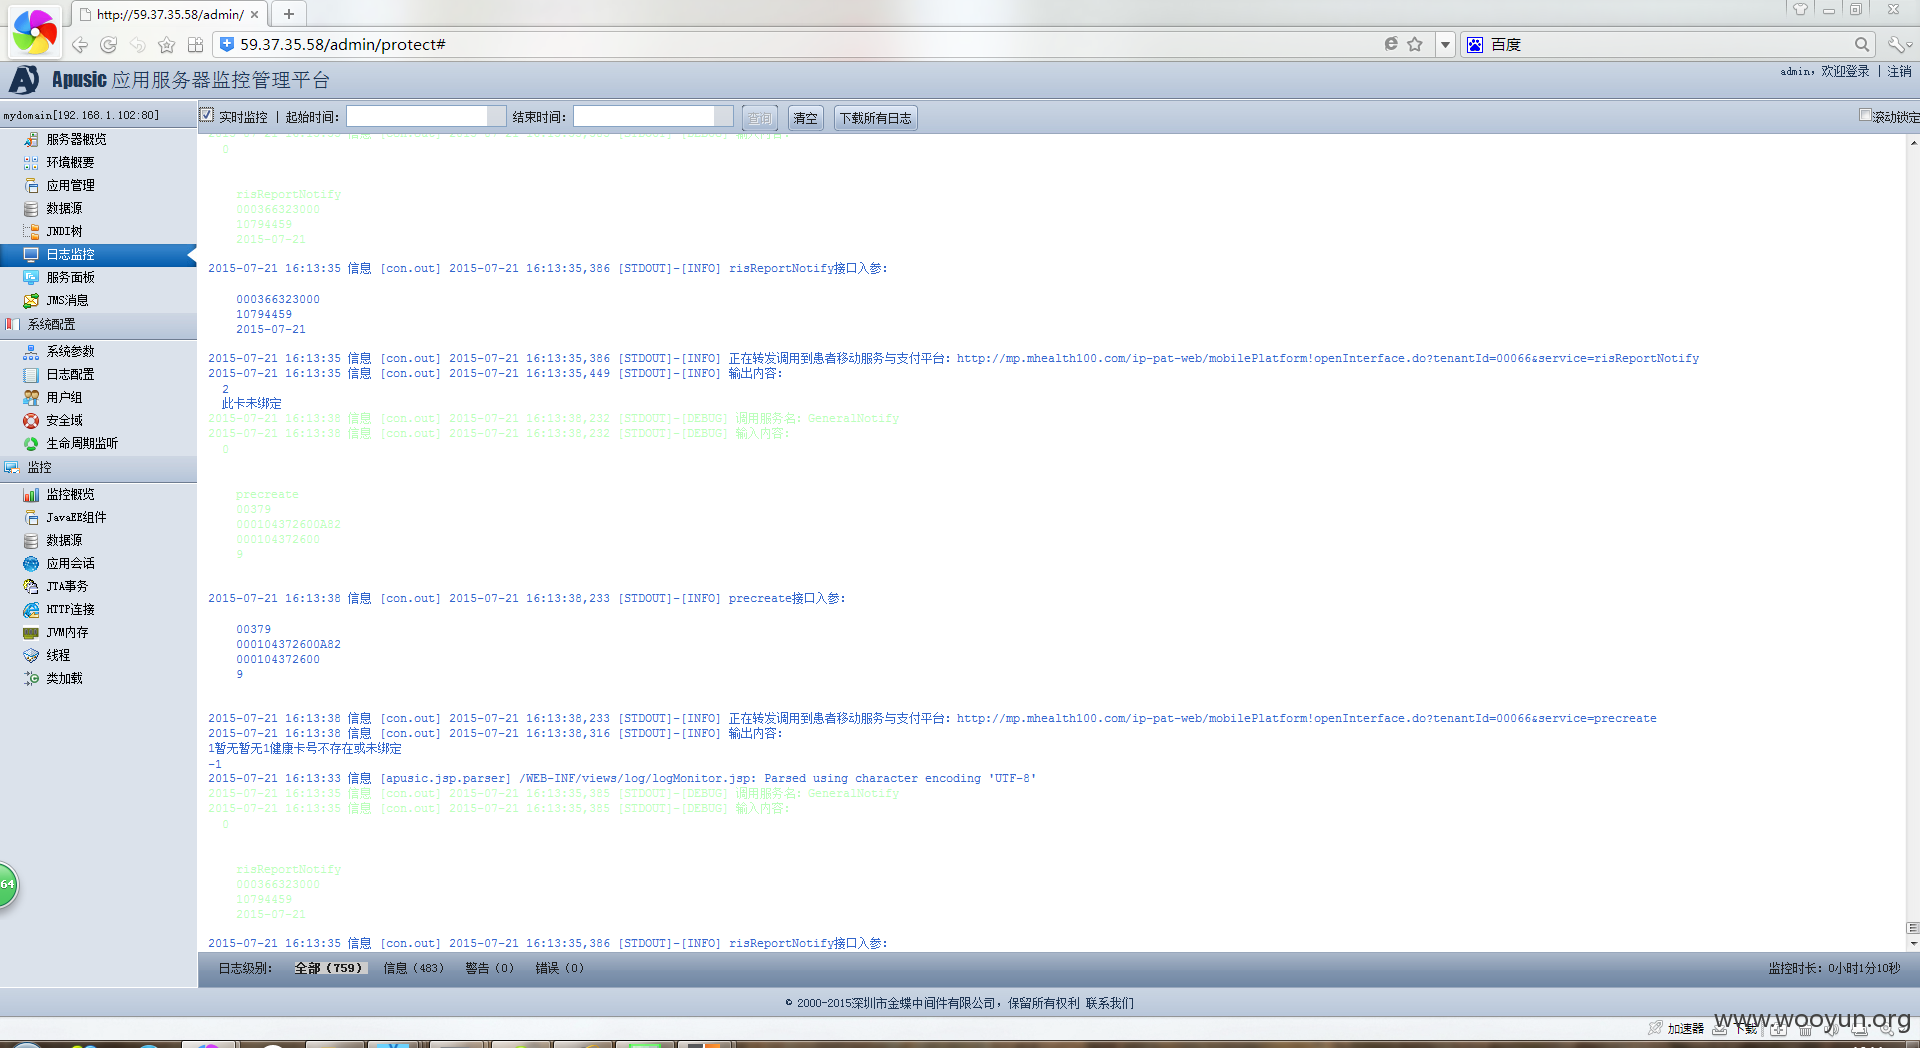 http://59.37.35.58/admin/
59.37.35.58/admin/protect#
百度
Apusic 应用服务器监控管理平台
admin，欢迎登录 | 注销
mydomain[192.168.1.102:80]
实时监控 | 起始时间：
结束时间：
查询
清空
下载所有日志
滚动锁定
服务器概览
环境概要
应用管理
数据源
JNDI树
日志监控
服务面板
JMS消息
系统配置
系统参数
日志配置
用户组
安全域
生命周期监听
监控
监控概览
JavaEE组件
数据源
应用会话
JTA事务
HTTP连接
JVM内存
线程
类加载
0
risReportNotify
000366323000
10794459
2015-07-21
2015-07-21 16:13:35 信息 [con.out] 2015-07-21 16:13:35,386 [STDOUT]-[INFO] risReportNotify接口入参：
000366323000
10794459
2015-07-21
2015-07-21 16:13:35 信息 [con.out] 2015-07-21 16:13:35,386 [STDOUT]-[INFO] 正在转发调用到患者移动服务与支付平台：http://mp.mhealth100.com/ip-pat-web/mobilePlatform!openInterface.do?tenantId=00066&service=risReportNotify
2015-07-21 16:13:35 信息 [con.out] 2015-07-21 16:13:35,449 [STDOUT]-[INFO] 输出内容：
2
此卡未绑定
2015-07-21 16:13:38 信息 [con.out] 2015-07-21 16:13:38,232 [STDOUT]-[DEBUG] 调用服务名：GeneralNotify
2015-07-21 16:13:38 信息 [con.out] 2015-07-21 16:13:38,232 [STDOUT]-[DEBUG] 输入内容：
0
precreate
00379
000104372600A82
000104372600
9
2015-07-21 16:13:38 信息 [con.out] 2015-07-21 16:13:38,233 [STDOUT]-[INFO] precreate接口入参：
00379
000104372600A82
000104372600
9
2015-07-21 16:13:38 信息 [con.out] 2015-07-21 16:13:38,233 [STDOUT]-[INFO] 正在转发调用到患者移动服务与支付平台：http://mp.mhealth100.com/ip-pat-web/mobilePlatform!openInterface.do?tenantId=00066&service=precreate
2015-07-21 16:13:38 信息 [con.out] 2015-07-21 16:13:38,316 [STDOUT]-[INFO] 输出内容：
1暂无暂无1健康卡号不存在或未绑定
-1
2015-07-21 16:13:33 信息 [apusic.jsp.parser] /WEB-INF/views/log/logMonitor.jsp: Parsed using character encoding 'UTF-8'
2015-07-21 16:13:35 信息 [con.out] 2015-07-21 16:13:35,385 [STDOUT]-[DEBUG] 调用服务名：GeneralNotify
2015-07-21 16:13:35 信息 [con.out] 2015-07-21 16:13:35,385 [STDOUT]-[DEBUG] 输入内容：
0
risReportNotify
000366323000
10794459
2015-07-21
2015-07-21 16:13:35 信息 [con.out] 2015-07-21 16:13:35,386 [STDOUT]-[INFO] risReportNotify接口入参：
64
日志级别： 全部（759） 信息（483） 警告（0） 错误（0）
监控时长：0小时1分10秒
© 2000-2015深圳市金蝶中间件有限公司，保留所有权利 联系我们
加速器
下载
www.wooyun.org